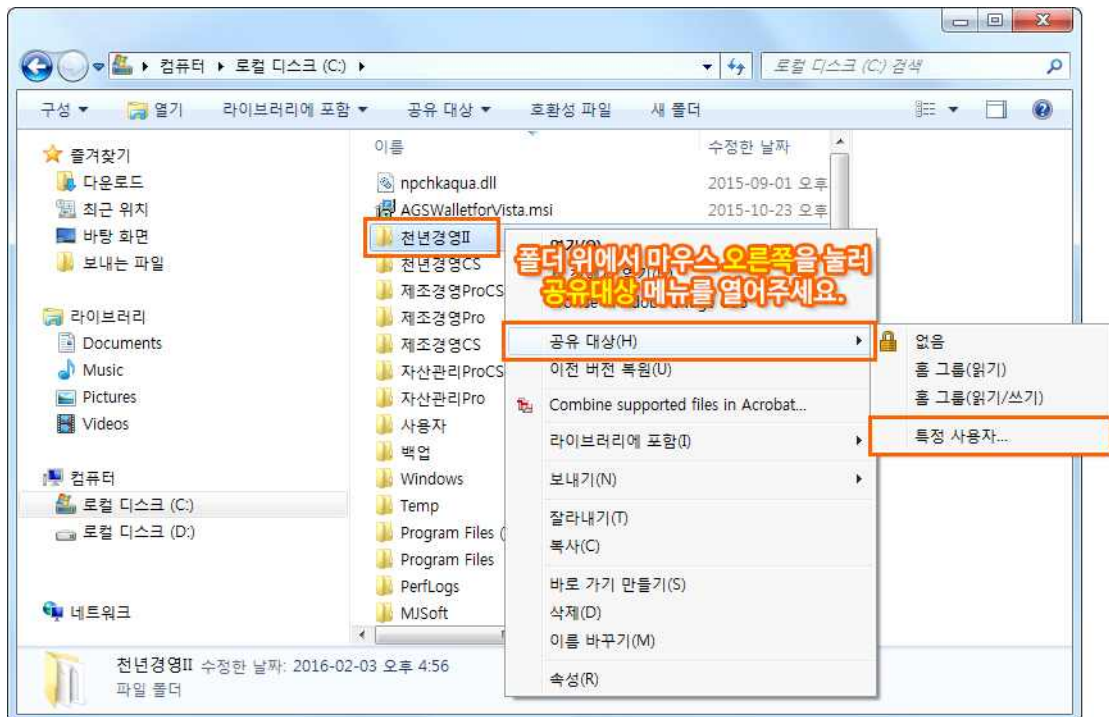 컴퓨터 ▸ 로컬 디스크 (C:) ▸
로컬 디스크 (C:) 검색
구성 열기 라이브러리에 포함 공유 대상 호환성 파일 새 폴더
즐겨찾기
다운로드
최근 위치
바탕 화면
보내는 파일
라이브러리
Documents
Music
Pictures
Videos
컴퓨터
로컬 디스크 (C:)
로컬 디스크 (D:)
네트워크
이름 수정한 날짜
npchkaqua.dll 2015-09-01 오후
AGSWalletforVista.msi 2015-10-23 오후
천년경영II
천년경영CS
제조경영ProCS
제조경영Pro
제조경영CS
자산관리ProCS
자산관리Pro
사용자
백업
Windows
Temp
Program Files (
Program Files
PerfLogs
MJSoft
폴더 위에서 마우스 오른쪽을 눌러
공유대상 메뉴를 열어주세요.
공유 대상(H)
이전 버전 복원(U)
Combine supported files in Acrobat...
라이브러리에 포함(I)
보내기(N)
잘라내기(T)
복사(C)
바로 가기 만들기(S)
삭제(D)
이름 바꾸기(M)
속성(R)
없음
홈 그룹(읽기)
홈 그룹(읽기/쓰기)
특정 사용자...
천년경영II 수정한 날짜: 2016-02-03 오후 4:56
파일 폴더